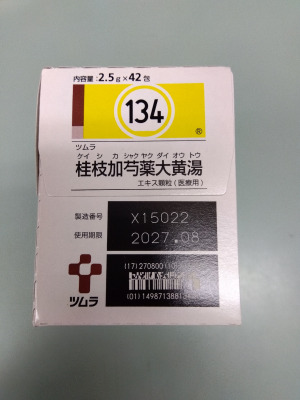 内容量:2.5g×42包
134
®
ツムラ
ケイ シ カ シャクヤク ダイ オウ トウ
桂枝加芍薬大黄湯
エキス顆粒(医療用)
製造番号 X15022
使用期限 2027.08
ツムラ